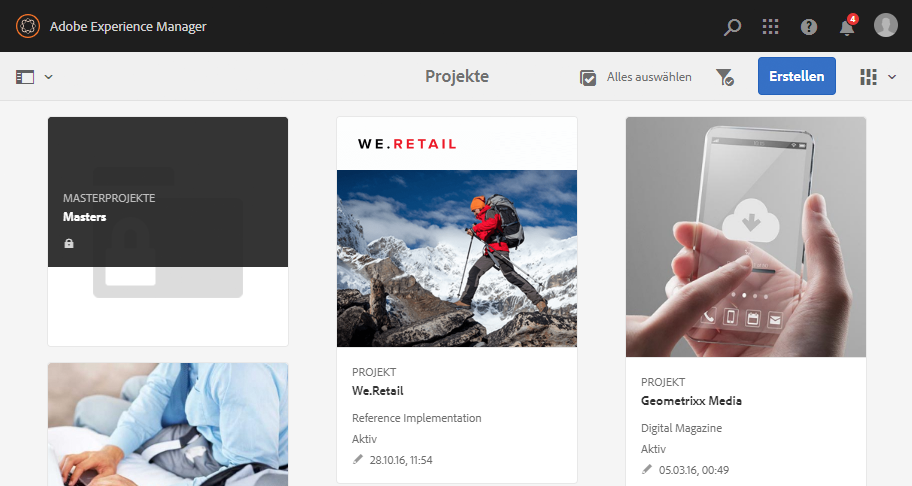 Adobe Experience Manager
4
Projekte
Alles auswählen
Erstellen
MASTERPROJEKTE
Masters
WE.RETAIL
PROJEKT
We.Retail
Reference Implementation
Aktiv
28.10.16, 11:54
PROJEKT
Geometrixx Media
Digital Magazine
Aktiv
05.03.16, 00:49